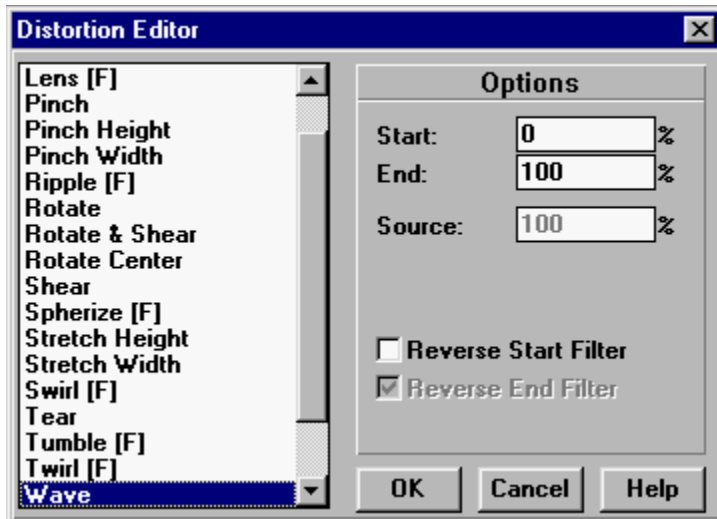 Distortion Editor
Lens [F]
Pinch
Pinch Height
Pinch Width
Ripple [F]
Rotate
Rotate & Shear
Rotate Center
Shear
Spherize [F]
Stretch Height
Stretch Width
Swirl [F]
Tear
Tumble [F]
Twirl [F]
Wave
Options
Start: 0 %
End: 100 %
Source: 100 %
Reverse Start Filter
Reverse End Filter
OK Cancel Help